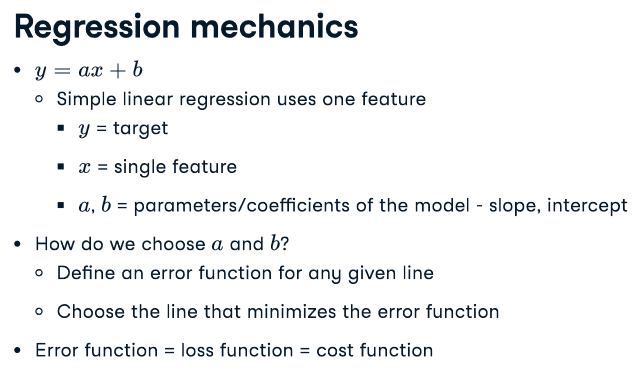 Regression mechanics
• y = ax + b
∘ Simple linear regression uses one feature
▪ y = target
▪ x = single feature
▪ a, b = parameters/coefficients of the model - slope, intercept
• How do we choose a and b?
∘ Define an error function for any given line
∘ Choose the line that minimizes the error function
• Error function = loss function = cost function